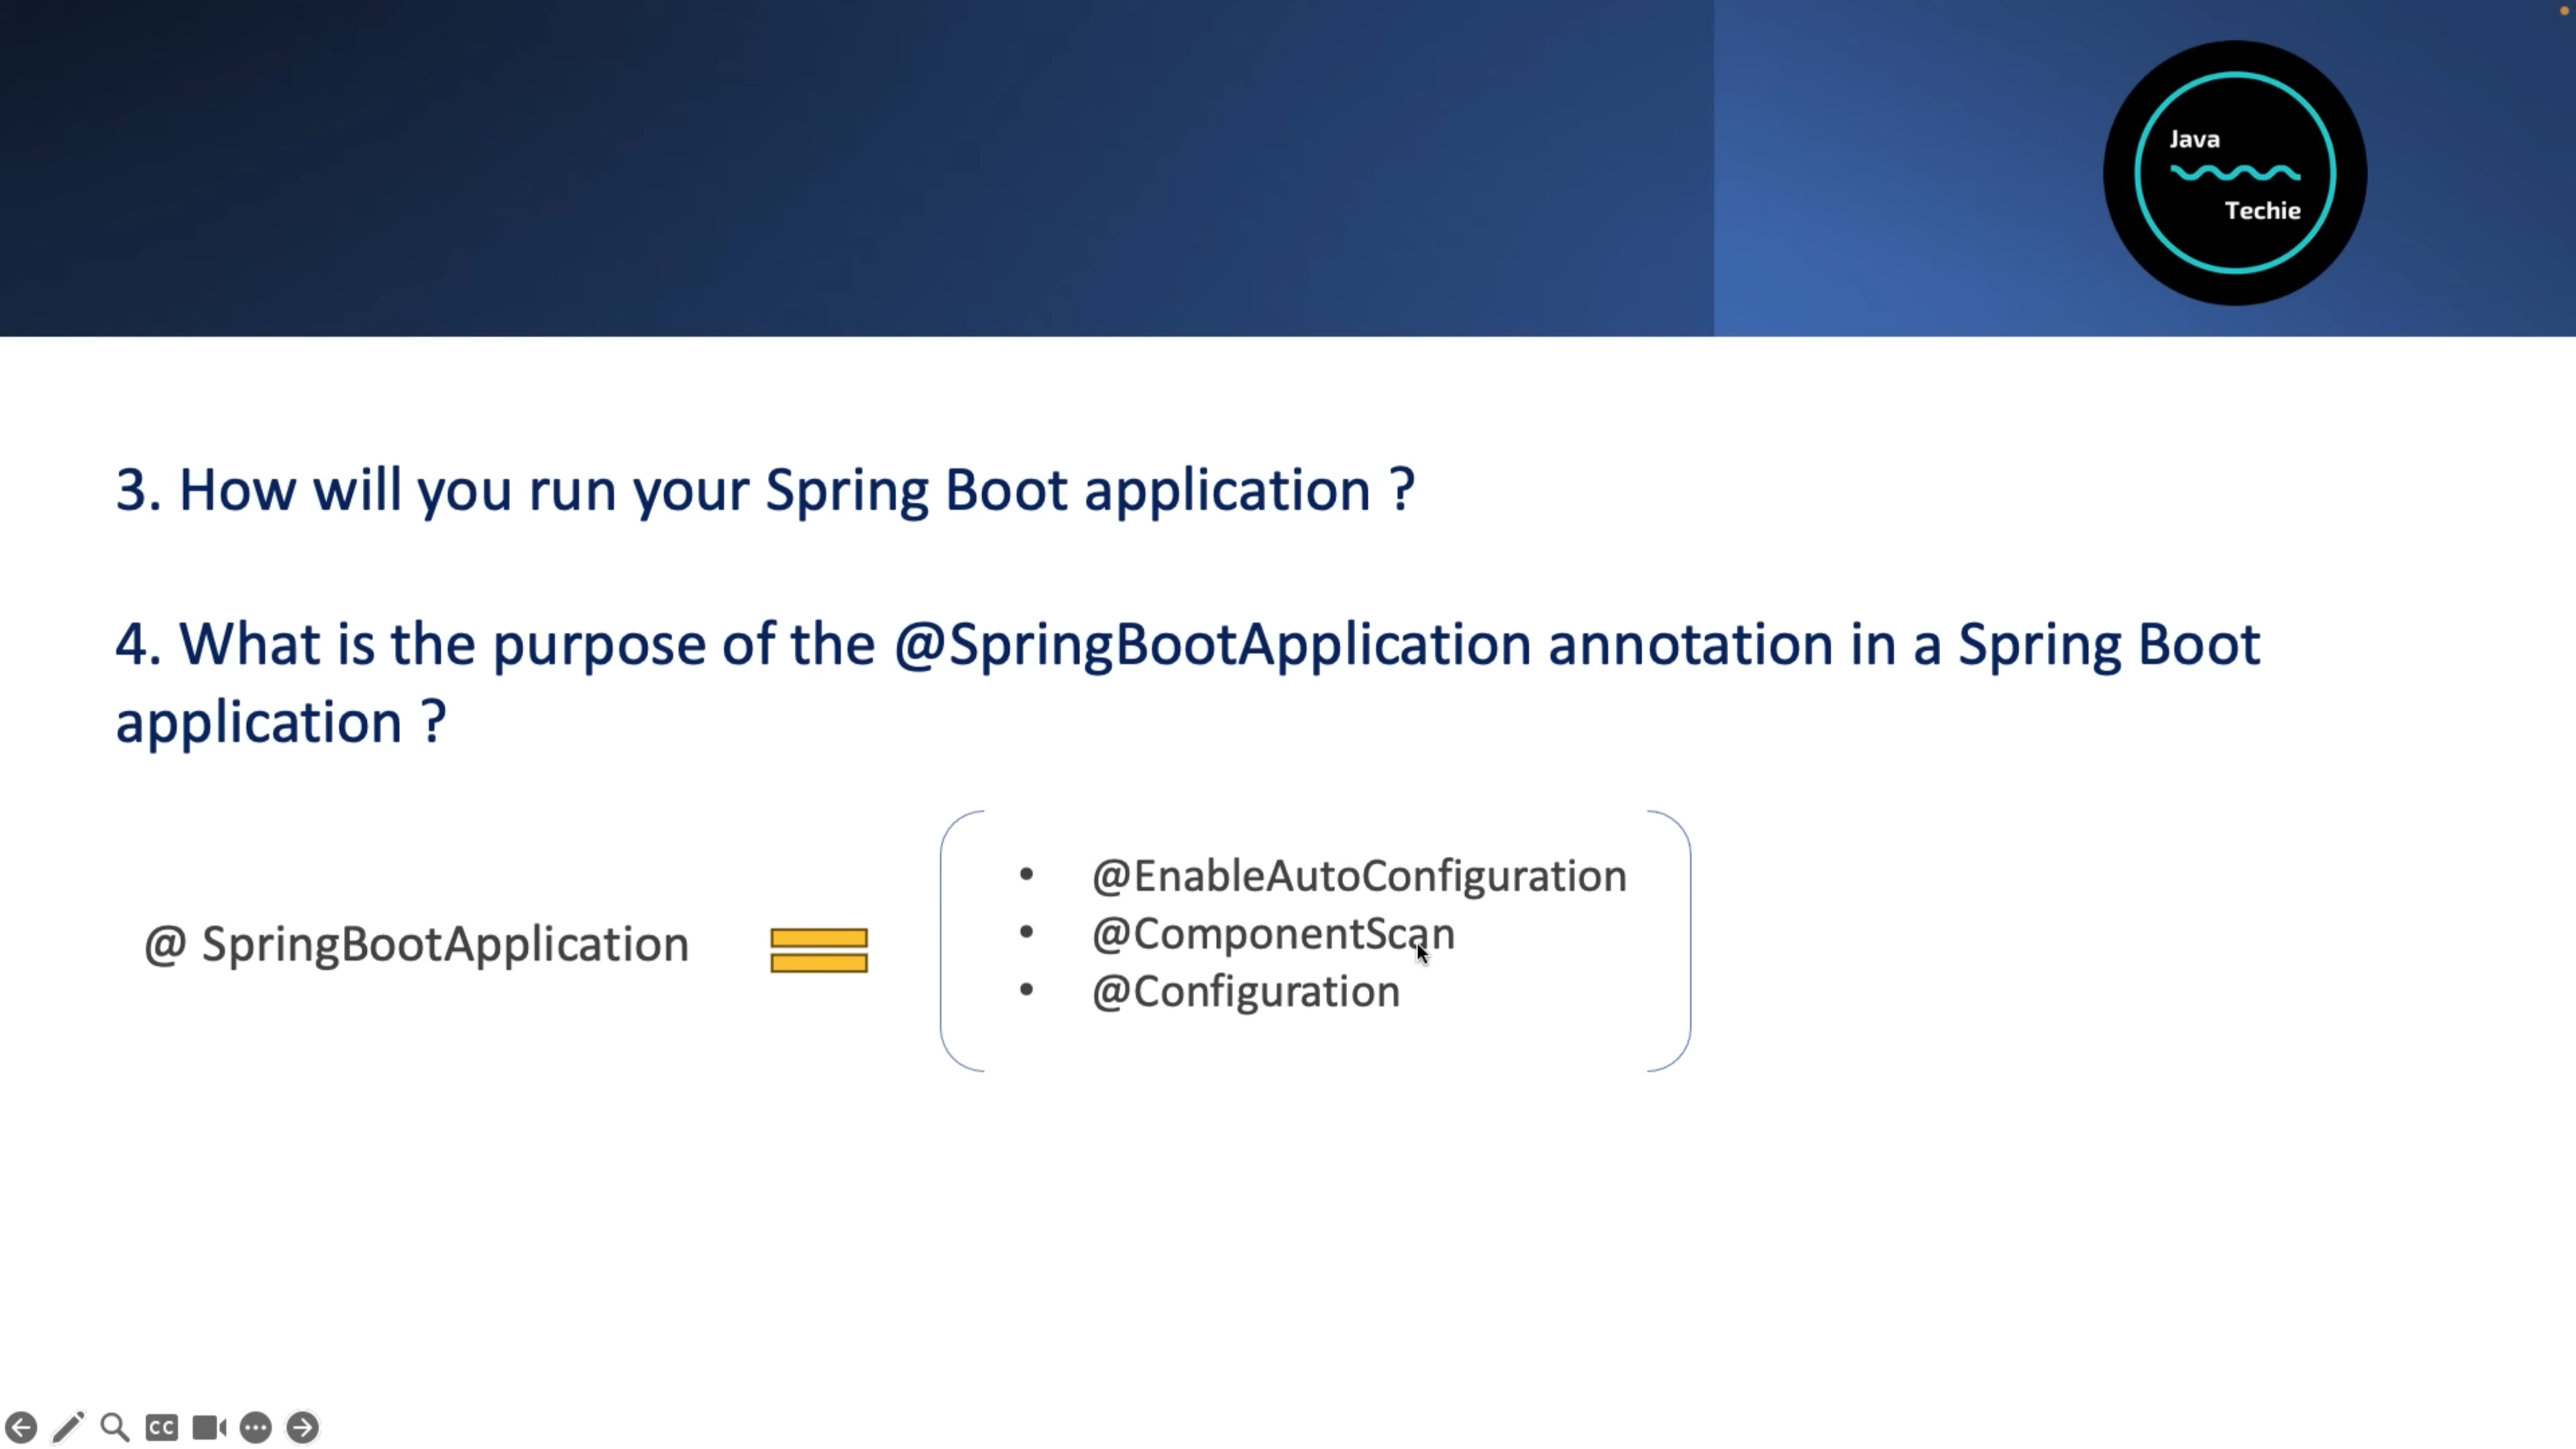 Java
Techie
3. How will you run your Spring Boot application ?
4. What is the purpose of the @SpringBootApplication annotation in a Spring Boot
application ?
@ SpringBootApplication
• @EnableAutoConfiguration
• @ComponentScan
• @Configuration
CC